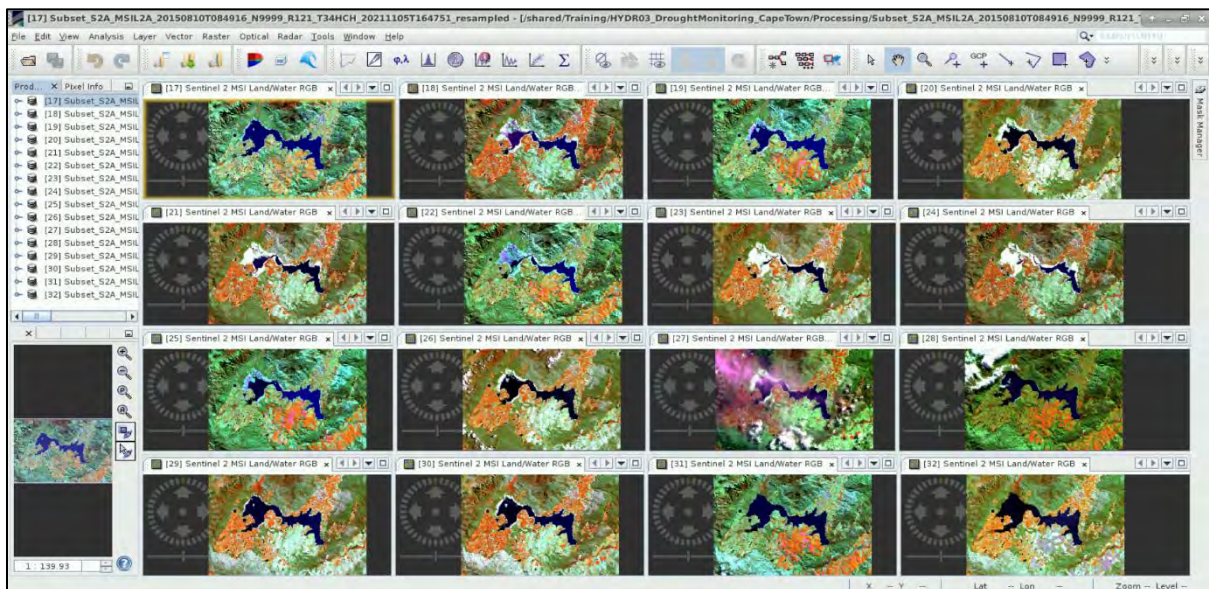 [17] Subset_S2A_MSIL2A_20150810T084916_N9999_R121_T34HCH_20211105T164751_resampled - [/shared/Training/HYDR03_DroughtMonitoring_CapeTown/Processing/Subset_S2A_MSIL2A_20150810T084916_N9999_R121_
File Edit View Analysis Layer Vector Raster Optical Radar Tools Window Help
φ,λ Σ GCP
Prod... Pixel Info
[17] Subset_S2A_MSIL
[18] Subset_S2A_MSIL
[19] Subset_S2A_MSIL
[20] Subset_S2A_MSIL
[21] Subset_S2A_MSIL
[22] Subset_S2A_MSIL
[23] Subset_S2A_MSIL
[24] Subset_S2A_MSIL
[25] Subset_S2A_MSIL
[26] Subset_S2A_MSIL
[27] Subset_S2A_MSIL
[28] Subset_S2A_MSIL
[29] Subset_S2A_MSIL
[30] Subset_S2A_MSIL
[31] Subset_S2A_MSIL
[32] Subset_S2A_MSIL
1 : 139.93
[17] Sentinel 2 MSI Land/Water RGB
[18] Sentinel 2 MSI Land/Water RGB...
[19] Sentinel 2 MSI Land/Water RGB...
[20] Sentinel 2 MSI Land/Water RGB
[21] Sentinel 2 MSI Land/Water RGB...
[22] Sentinel 2 MSI Land/Water RGB...
[23] Sentinel 2 MSI Land/Water RGB
[24] Sentinel 2 MSI Land/Water RGB
[25] Sentinel 2 MSI Land/Water RGB
[26] Sentinel 2 MSI Land/Water RGB
[27] Sentinel 2 MSI Land/Water RGB...
[28] Sentinel 2 MSI Land/Water RGB
[29] Sentinel 2 MSI Land/Water RGB
[30] Sentinel 2 MSI Land/Water RGB
[31] Sentinel 2 MSI Land/Water RGB
[32] Sentinel 2 MSI Land/Water RGB
Mask Manager
X -- Y -- Lat -- Lon -- Zoom -- Level --